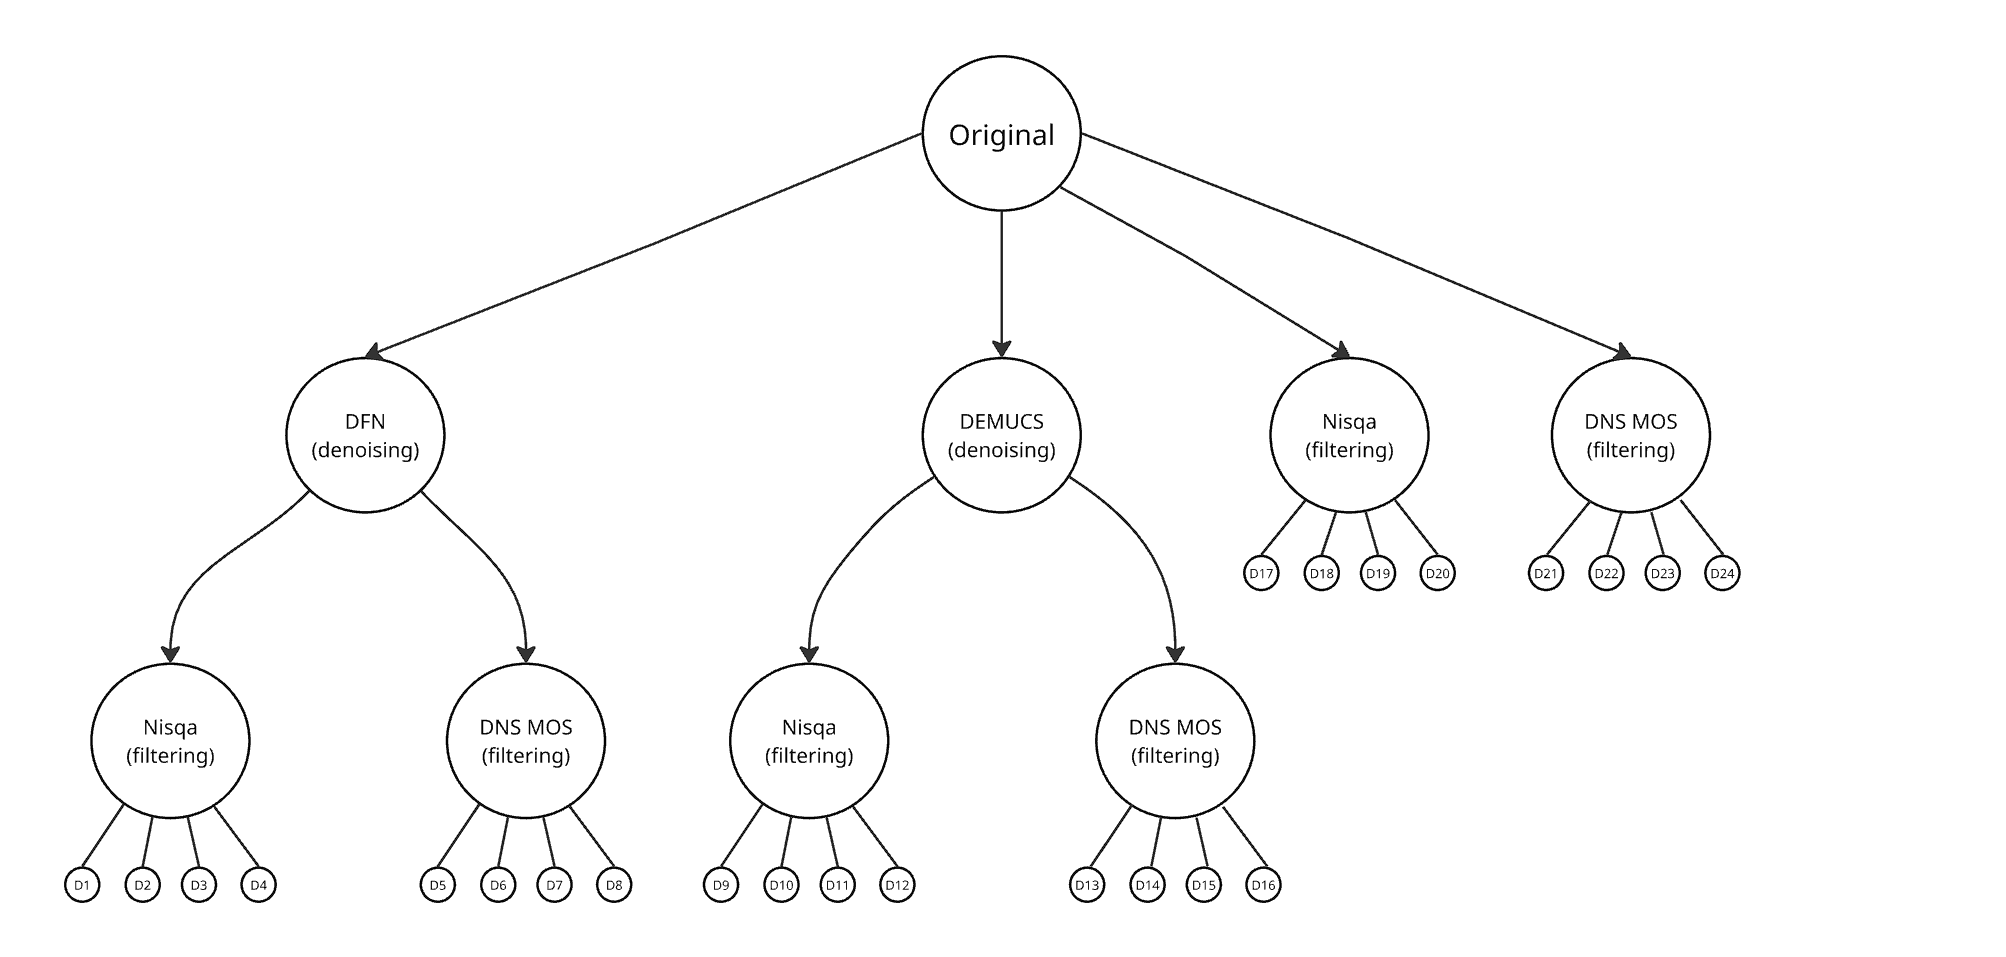 Original
DFN
(denoising)
DEMUCS
(denoising)
Nisqa
(filtering)
DNS MOS
(filtering)
D17
D18
D19
D20
D21
D22
D23
D24
Nisqa
(filtering)
DNS MOS
(filtering)
Nisqa
(filtering)
DNS MOS
(filtering)
D1
D2
D3
D4
D5
D6
D7
D8
D9
D10
D11
D12
D13
D14
D15
D16